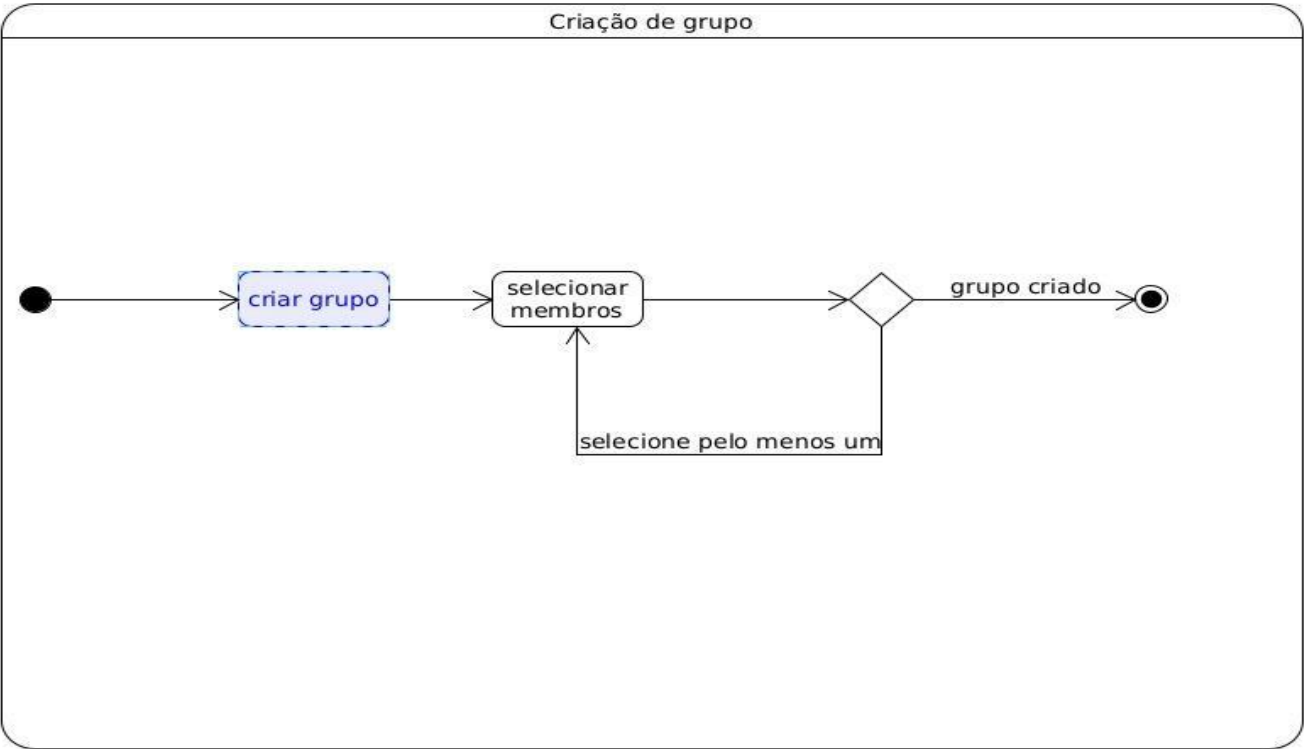 Criação de grupo
criar grupo
selecionar
membros
grupo criado
selecione pelo menos um